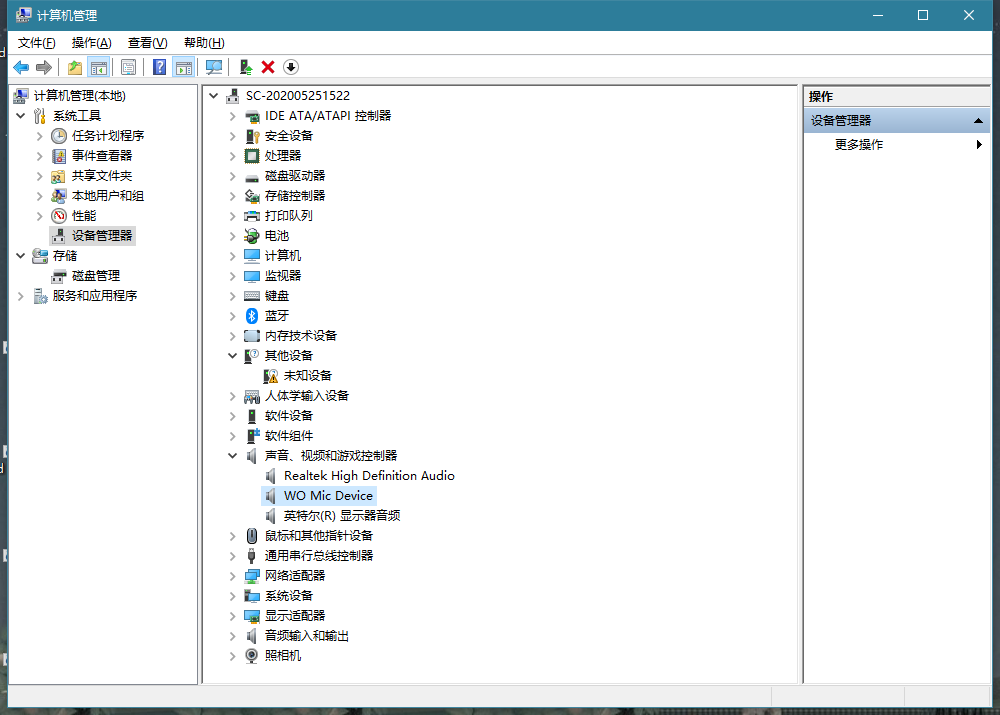 计算机管理
文件(F) 操作(A) 查看(V) 帮助(H)
计算机管理(本地)
系统工具
任务计划程序
事件查看器
共享文件夹
本地用户和组
性能
设备管理器
存储
磁盘管理
服务和应用程序
SC-202005251522
IDE ATA/ATAPI 控制器
安全设备
处理器
磁盘驱动器
存储控制器
打印队列
电池
计算机
监视器
键盘
蓝牙
内存技术设备
其他设备
未知设备
人体学输入设备
软件设备
软件组件
声音、视频和游戏控制器
Realtek High Definition Audio
WO Mic Device
英特尔(R) 显示器音频
鼠标和其他指针设备
通用串行总线控制器
网络适配器
系统设备
显示适配器
音频输入和输出
照相机
操作
设备管理器
更多操作